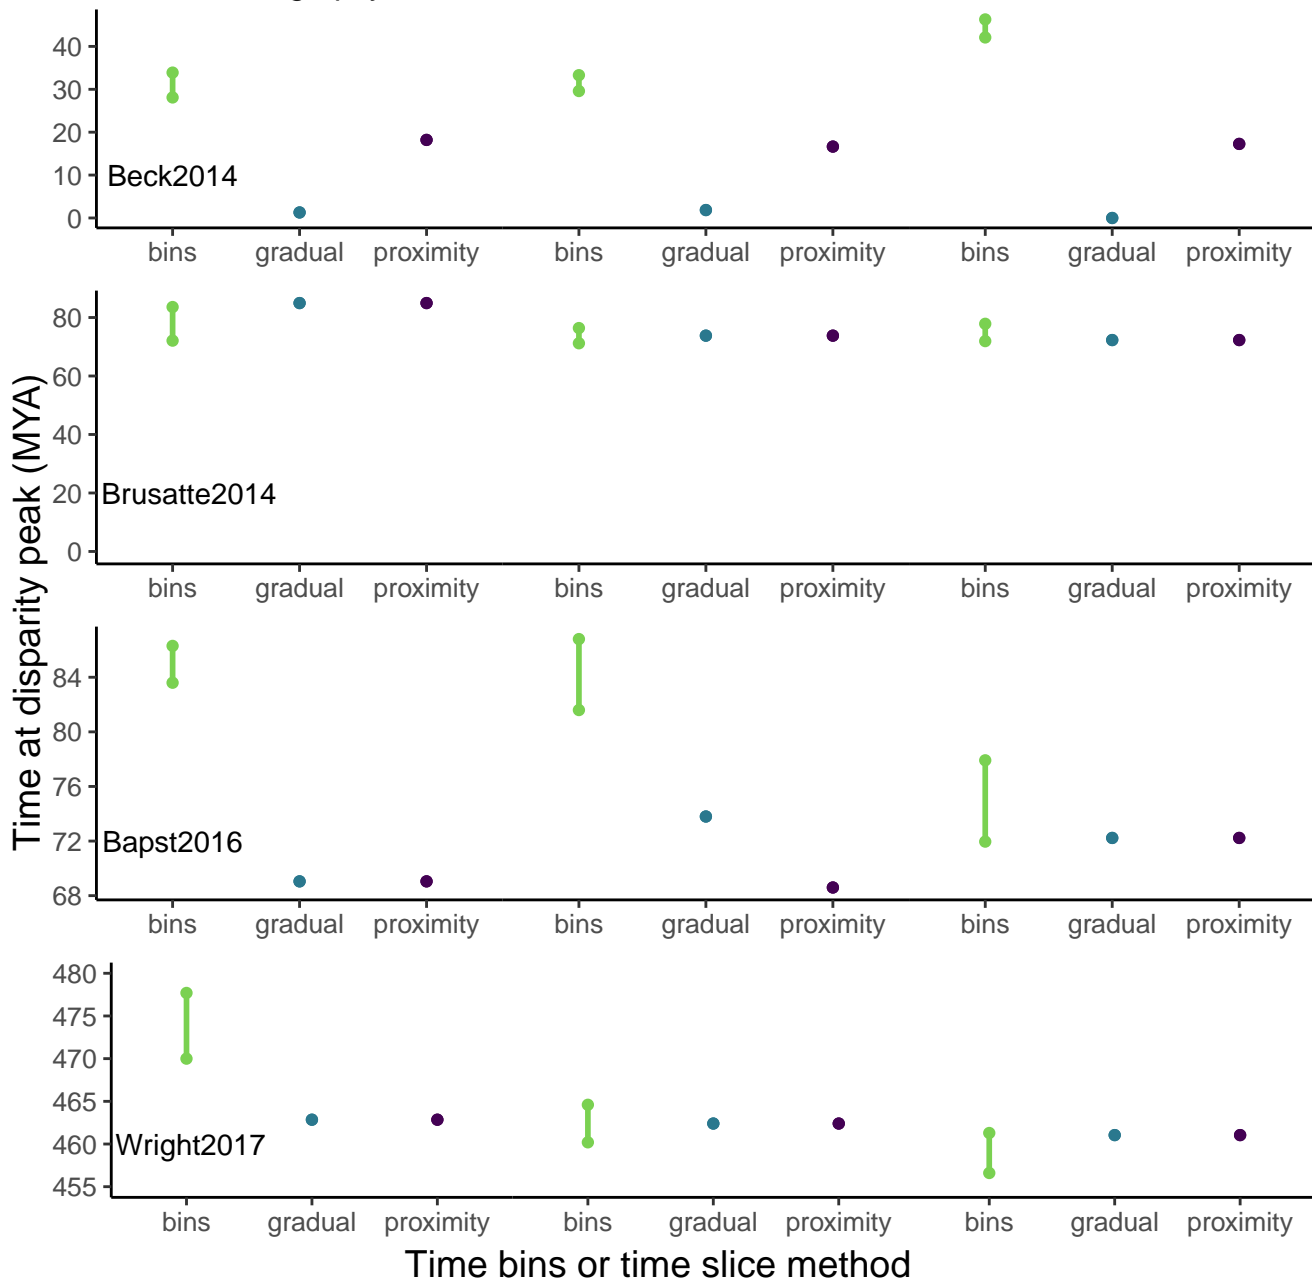 40
30
20
10
0
Beck2014
bins gradual proximity bins gradual proximity bins gradual proximity
80
60
40
20
0
Brusatte2014
bins gradual proximity bins gradual proximity bins gradual proximity
Time at disparity peak (MYA)
84
80
76
72
68
Bapst2016
bins gradual proximity bins gradual proximity bins gradual proximity
480
475
470
465
460
455
Wright2017
bins gradual proximity bins gradual proximity bins gradual proximity
Time bins or time slice method